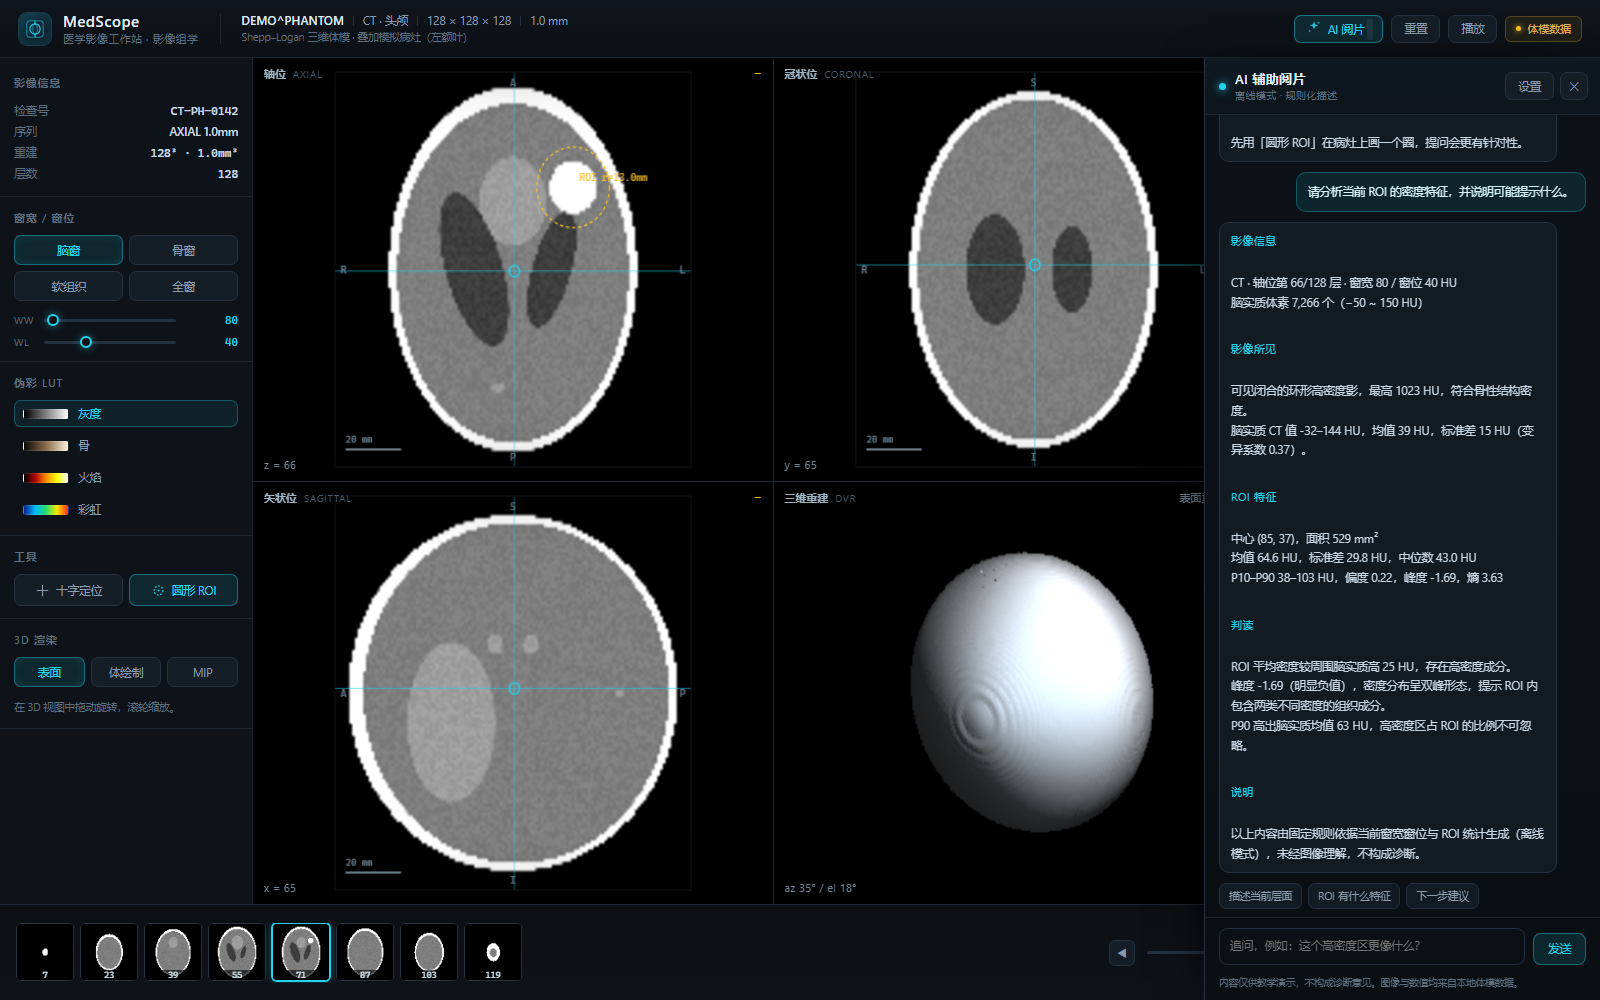 MedScope
医学影像工作站 · 影像组学
DEMO^PHANTOM CT · 头颅 128 × 128 × 128 1.0 mm
Shepp–Logan 三维体模 · 叠加模拟病灶（左额叶）
AI 阅片
重置
播放
体模数据
影像信息
检查号 CT-PH-0142
序列 AXIAL 1.0mm
重建 128³ · 1.0mm³
层数 128
窗宽 / 窗位
脑窗
骨窗
软组织
全窗
WW 80
WL 40
伪彩 LUT
灰度
骨
火焰
彩虹
工具
十字定位
圆形 ROI
3D 渲染
表面
体绘制
MIP
在 3D 视图中拖动旋转，滚轮缩放。
轴位 AXIAL
A
R
L
P
20 mm
z = 66
冠状位 CORONAL
S
R
L
I
20 mm
y = 65
矢状位 SAGITTAL
S
A
P
I
20 mm
x = 65
三维重建 DVR
az 35° / el 18°
7
23
39
55
71
87
103
119
AI 辅助阅片
离线模式 · 规则化描述
设置
先用「圆形 ROI」在病灶上画一个圈，提问会更有针对性。
请分析当前 ROI 的密度特征，并说明可能提示什么。
影像信息
CT · 轴位第 66/128 层 · 窗宽 80 / 窗位 40 HU
脑实质体素 7,266 个（−50 ~ 150 HU）
影像所见
可见闭合的环形高密度影，最高 1023 HU，符合骨性结构密
度。
脑实质 CT 值 -32–144 HU，均值 39 HU，标准差 15 HU（变
异系数 0.37）。
ROI 特征
中心 (85, 37)，面积 529 mm²
均值 64.6 HU，标准差 29.8 HU，中位数 43.0 HU
P10–P90 38–103 HU，偏度 0.22，峰度 -1.69，熵 3.63
判读
ROI 平均密度较周围脑实质高 25 HU，存在高密度成分。
峰度 -1.69（明显负值），密度分布呈双峰形态，提示 ROI 内
包含两类不同密度的组织成分。
P90 高出脑实质均值 63 HU，高密度区占 ROI 的比例不可忽
略。
说明
以上内容由固定规则依据当前窗宽窗位与 ROI 统计生成（离线
模式），未经图像理解，不构成诊断。
描述当前层面
ROI 有什么特征
下一步建议
追问，例如：这个高密度区更像什么？
发送
内容仅供教学演示，不构成诊断意见。图像与数值均来自本地体模数据。